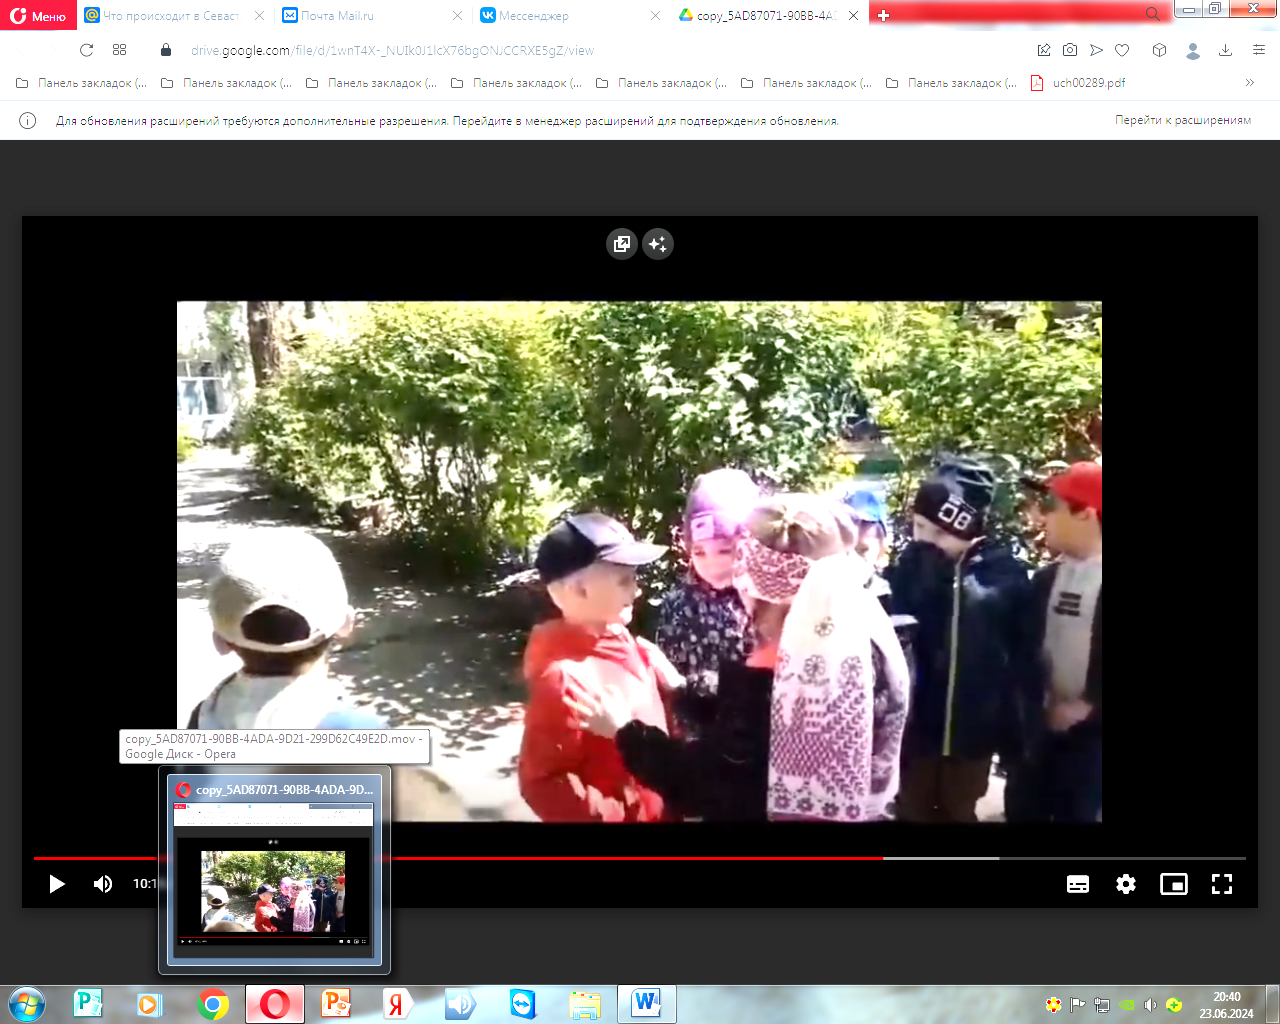 Меню
Что происходит в Севаст
Почта Mail.ru
Мессенджер
copy_5AD87071-90BB-4A
drive.google.com/file/d/1wnT4X-_NUIk0J1lcX76bgONJCCRXE5gZ/view
Панель закладок (...
Панель закладок (...
Панель закладок (...
Панель закладок (...
Панель закладок (...
Панель закладок (...
Панель закладок (...
uch00289.pdf
Для обновления расширений требуются дополнительные разрешения. Перейдите в менеджер расширений для подтверждения обновления.
Перейти к расширениям
08
copy_5AD87071-90BB-4ADA-9D21-299D62C49E2D.mov -
Google Диск - Opera
copy_5AD87071-90BB-4ADA-9D...
10:1
20:40
23.06.2024